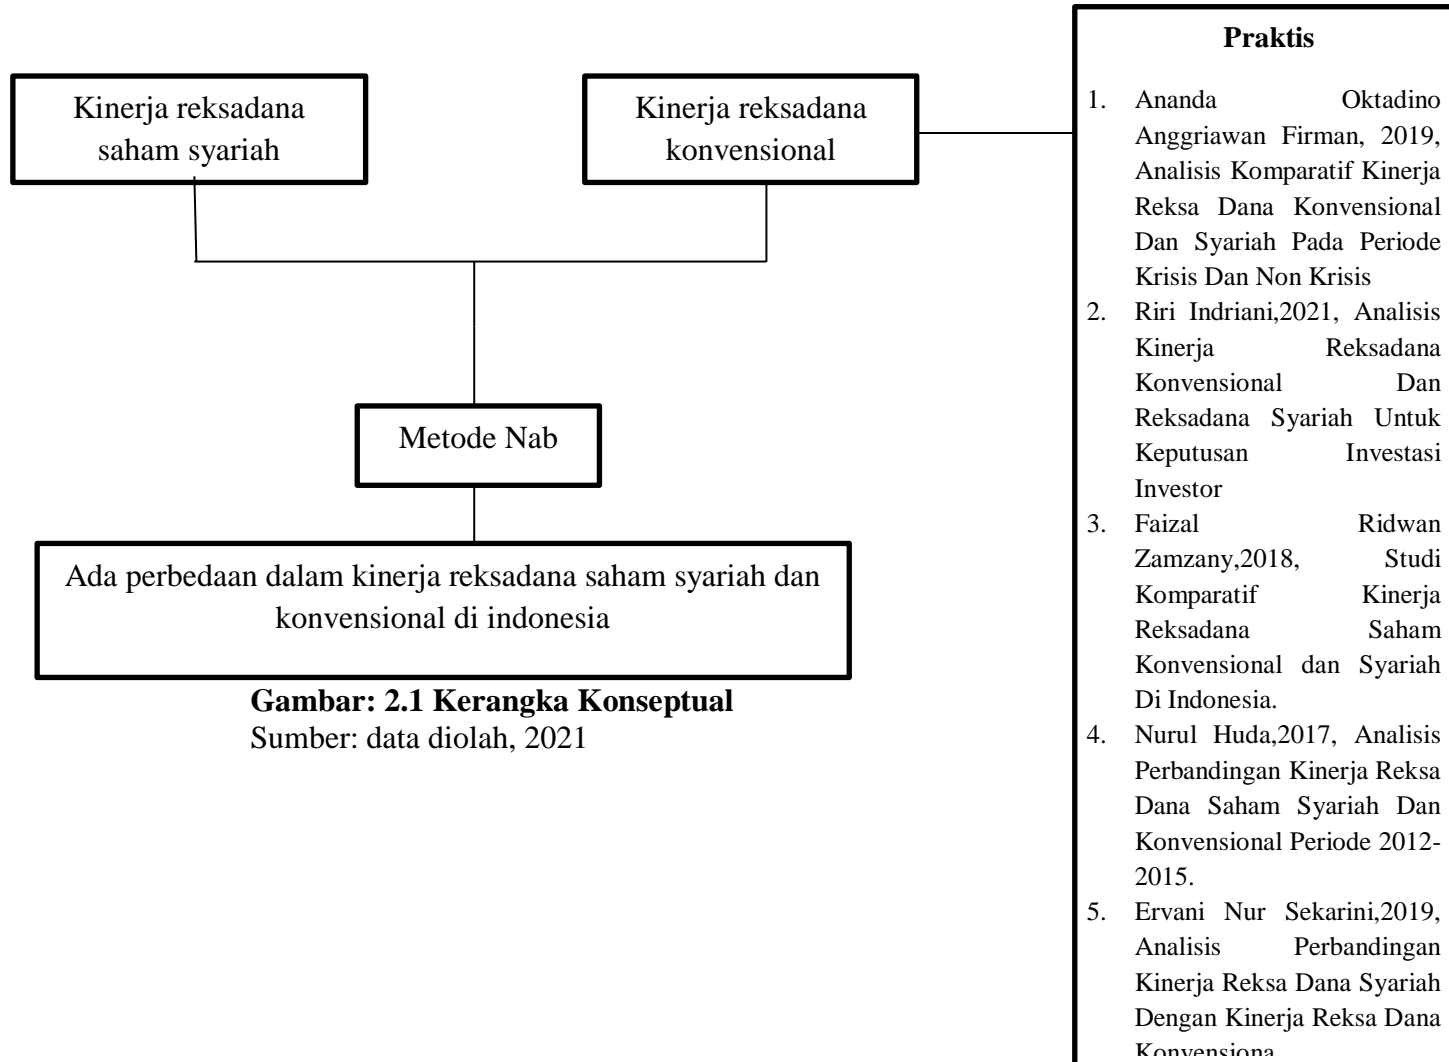 Kinerja reksadana
saham syariah
Kinerja reksadana
konvensional
Metode Nab
Ada perbedaan dalam kinerja reksadana saham syariah dan
konvensional di indonesia
Gambar: 2.1 Kerangka Konseptual
Sumber: data diolah, 2021
Praktis
1. Ananda Oktadino
Anggriawan Firman, 2019,
Analisis Komparatif Kinerja
Reksa Dana Konvensional
Dan Syariah Pada Periode
Krisis Dan Non Krisis
2. Riri Indriani,2021, Analisis
Kinerja Reksadana
Konvensional Dan
Reksadana Syariah Untuk
Keputusan Investasi
Investor
3. Faizal Ridwan
Zamzany,2018, Studi
Komparatif Kinerja
Reksadana Saham
Konvensional dan Syariah
Di Indonesia.
4. Nurul Huda,2017, Analisis
Perbandingan Kinerja Reksa
Dana Saham Syariah Dan
Konvensional Periode 2012-
2015.
5. Ervani Nur Sekarini,2019,
Analisis Perbandingan
Kinerja Reksa Dana Syariah
Dengan Kinerja Reksa Dana
Konvensiona